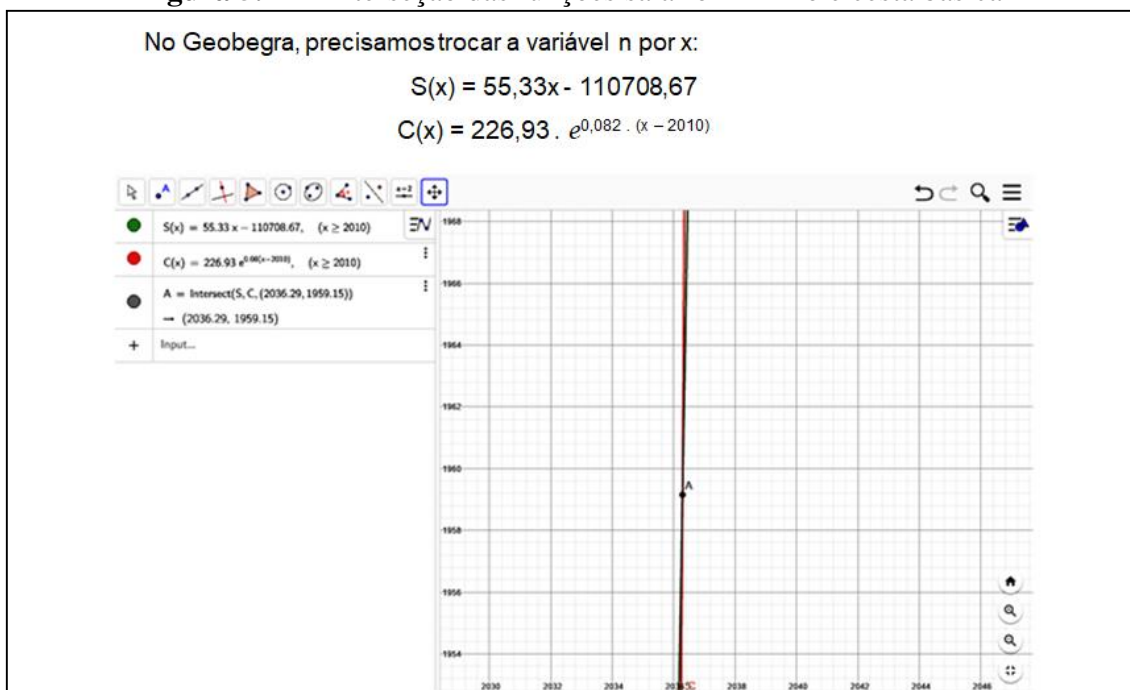 No Geobegra, precisamos trocar a variável n por x:
S(x) = 55,33x - 110708,67
C(x) = 226,93 . e^0,082 . (x – 2010)
S(x) = 55.33 x − 110708.67, (x ≥ 2010)
C(x) = 226.93 e^0.08(x−2010), (x ≥ 2010)
A = Intersect(S, C, (2036.29, 1959.15))
→ (2036.29, 1959.15)
+ Input...
1968
1966
1964
1962
1960
A
1958
1956
1954
2030 2032 2034 2038 2040 2042 2044 2046